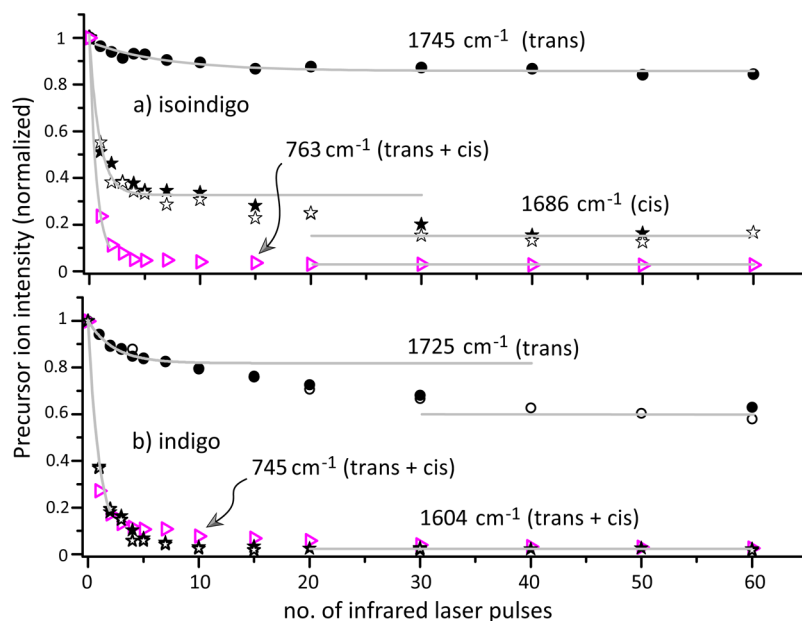 Precursor ion intensity (normalized)
1
0.8
0.6
0.4
0.2
0
1745 cm⁻¹ (trans)
a) isoindigo
763 cm⁻¹ (trans + cis)
1686 cm⁻¹ (cis)
1
0.8
0.6
0.4
0.2
0
1725 cm⁻¹ (trans)
b) indigo
745 cm⁻¹ (trans + cis)
1604 cm⁻¹ (trans + cis)
0 10 20 30 40 50 60
no. of infrared laser pulses